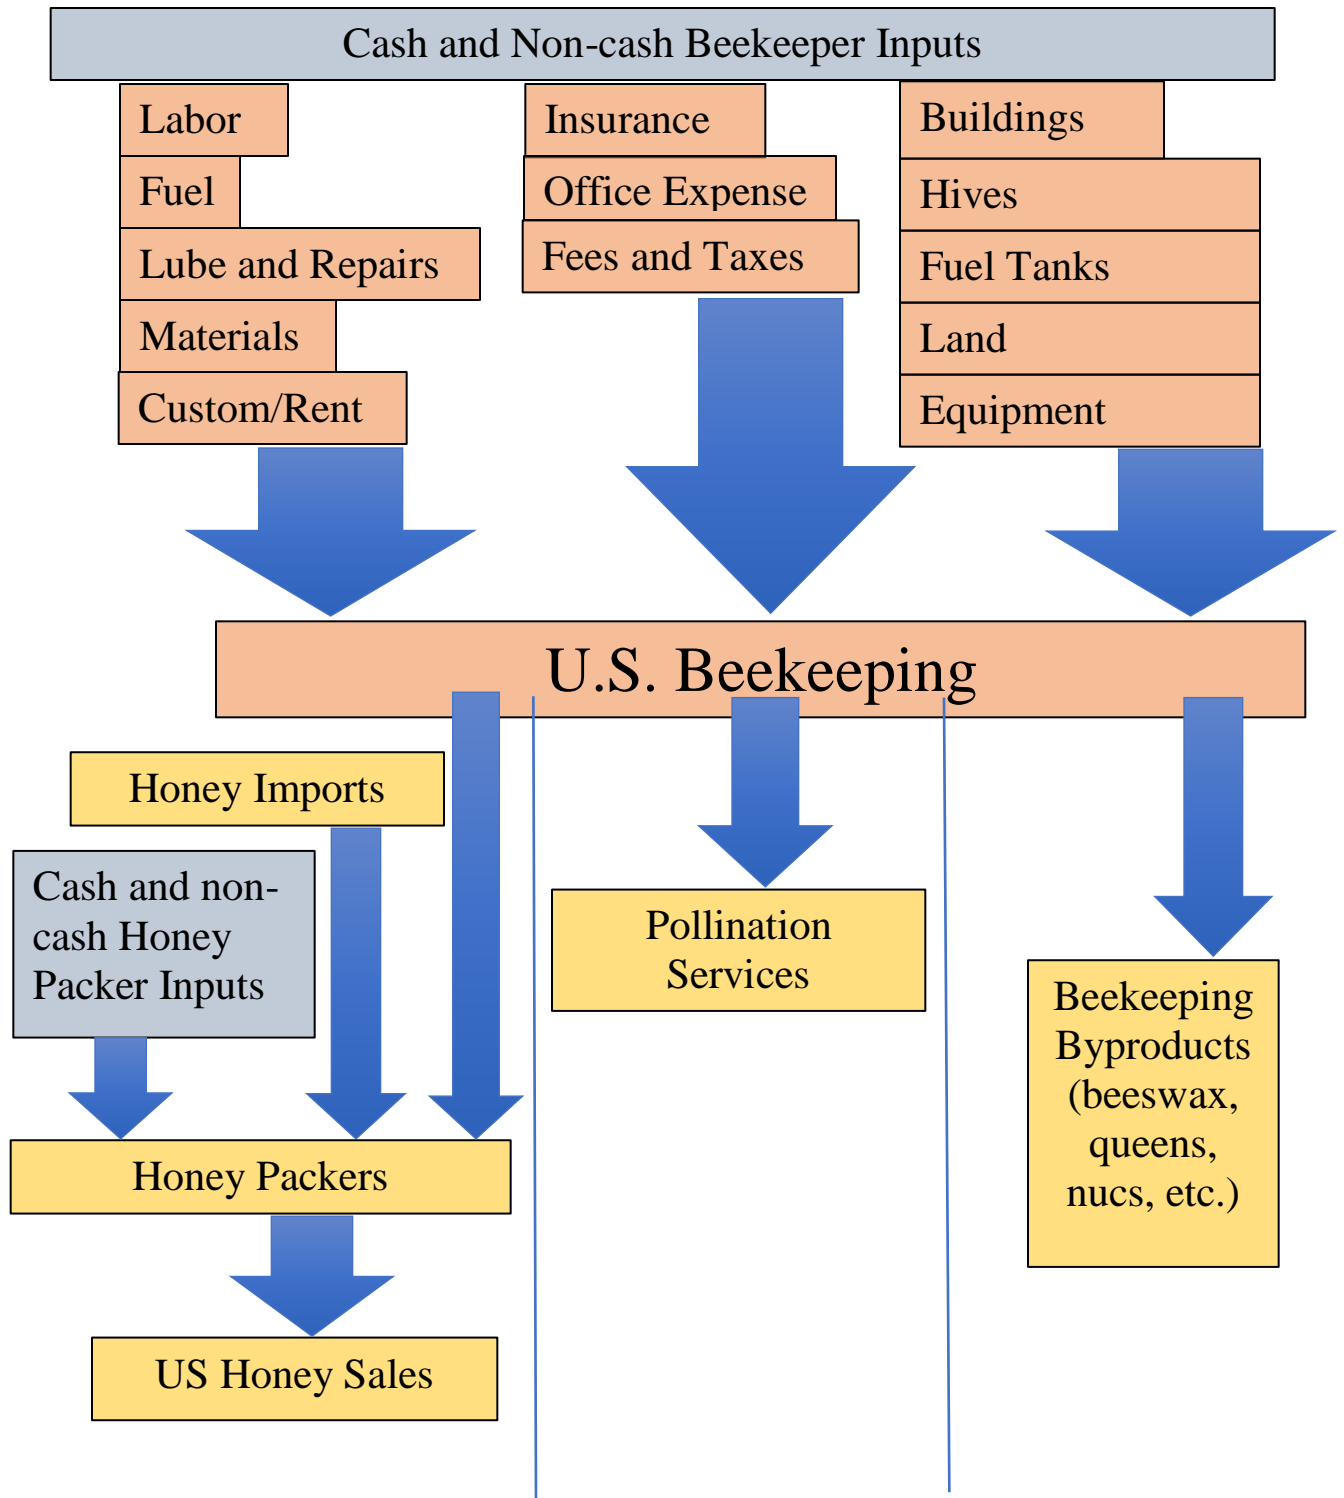 Cash and Non-cash Beekeeper Inputs
Labor
Fuel
Lube and Repairs
Materials
Custom/Rent
Insurance
Office Expense
Fees and Taxes
Buildings
Hives
Fuel Tanks
Land
Equipment
U.S. Beekeeping
Honey Imports
Cash and non-
cash Honey
Packer Inputs
Honey Packers
US Honey Sales
Pollination
Services
Beekeeping
Byproducts
(beeswax,
queens,
nucs, etc.)